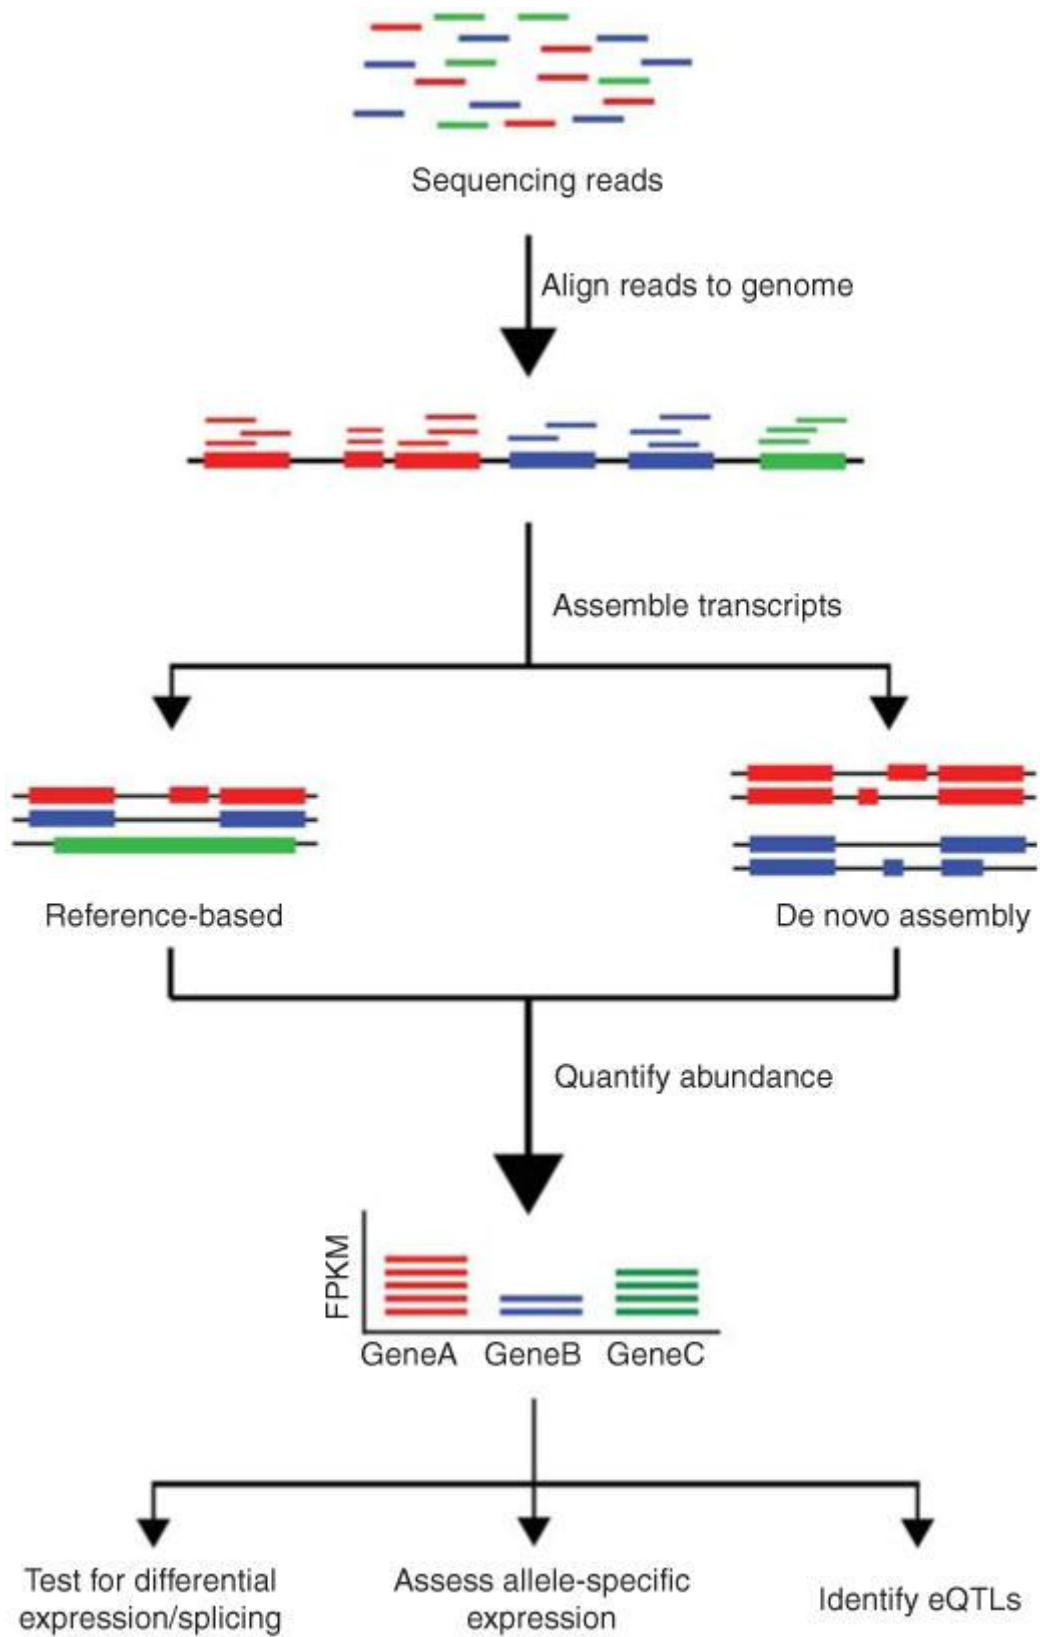 Sequencing reads
Align reads to genome
Assemble transcripts
Reference-based
De novo assembly
Quantify abundance
FPKM
GeneA GeneB GeneC
Test for differential
expression/splicing
Assess allele-specific
expression
Identify eQTLs